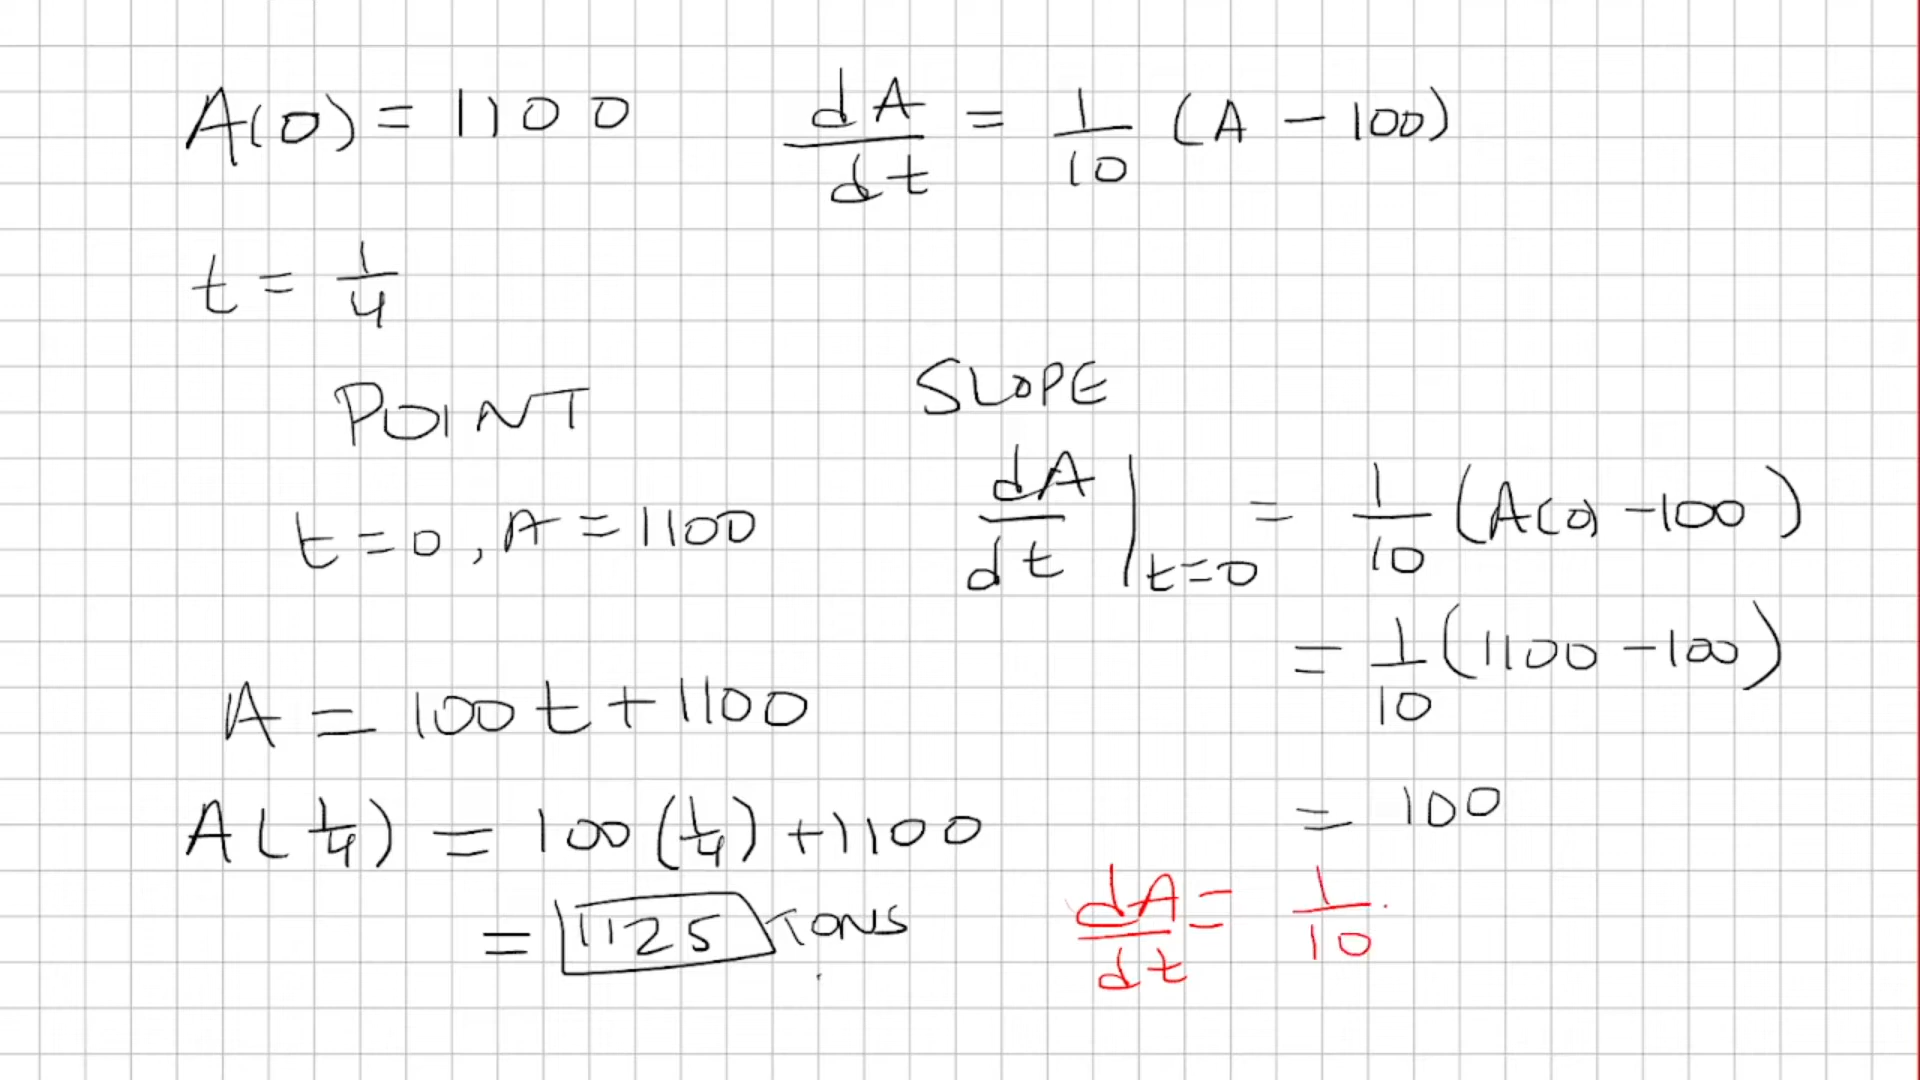 A(0) = 1100 dA/dt = 1/10 (A - 100)
t = 1/4
POINT SLOPE
t=0, A=1100 dA/dt |t=0 = 1/10 (A(0) - 100)
= 1/10 (1100 - 100)
A = 100t + 1100
= 100
A(1/4) = 100(1/4) + 1100
= 1125 TONS
dA/dt = 1/10